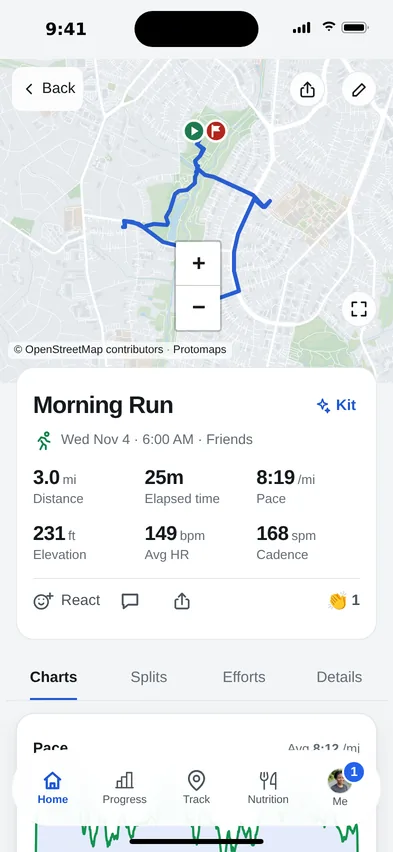 9:41
Back
+
−
© OpenStreetMap contributors · Protomaps
Morning Run
Kit
Wed Nov 4 · 6:00 AM · Friends
3.0 mi 25m 8:19 /mi
Distance Elapsed time Pace
231 ft 149 bpm 168 spm
Elevation Avg HR Cadence
React 👏 1
Charts Splits Efforts Details
Pace Avg 8:12 /mi
1
Home Progress Track Nutrition Me